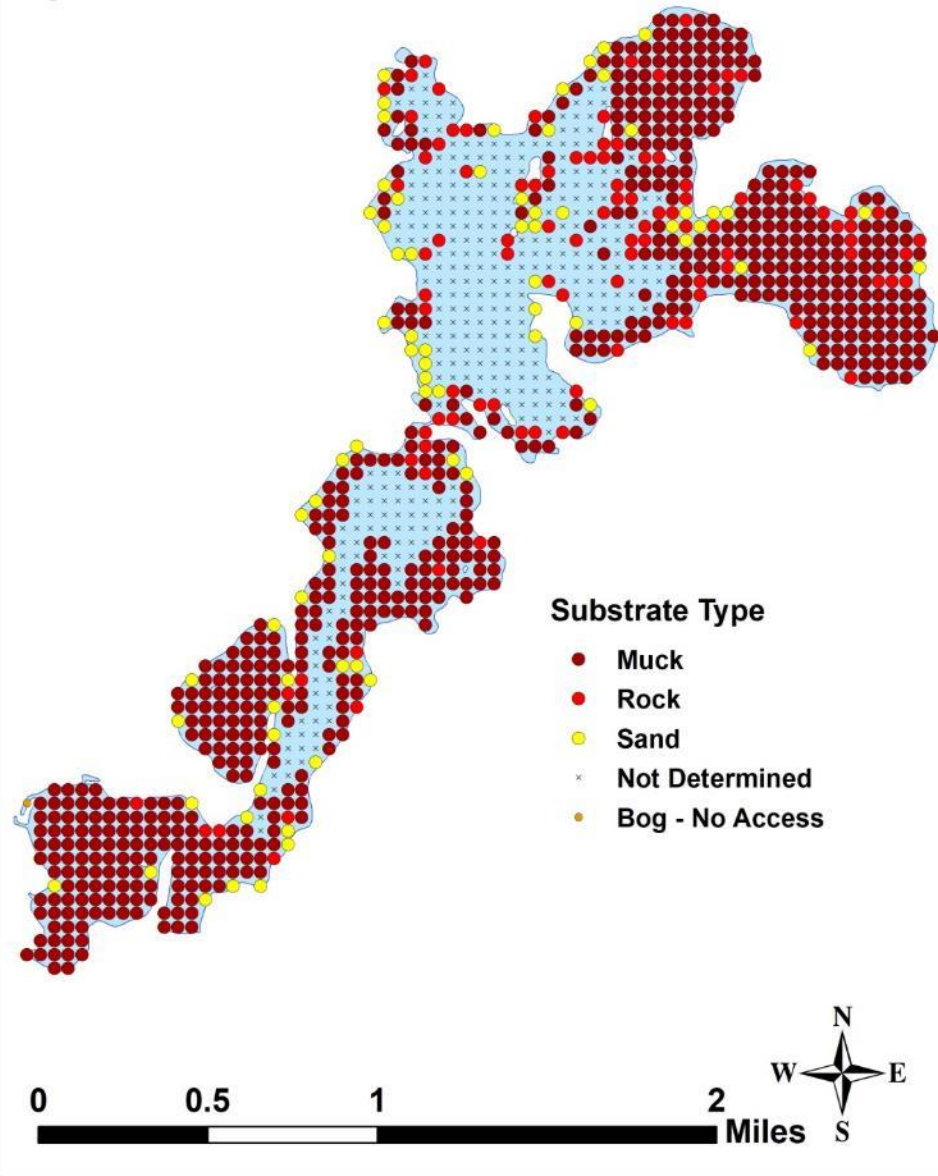 Substrate Type
Muck
Rock
Sand
Not Determined
Bog - No Access
N
W E
S
0 0.5 1 2
Miles